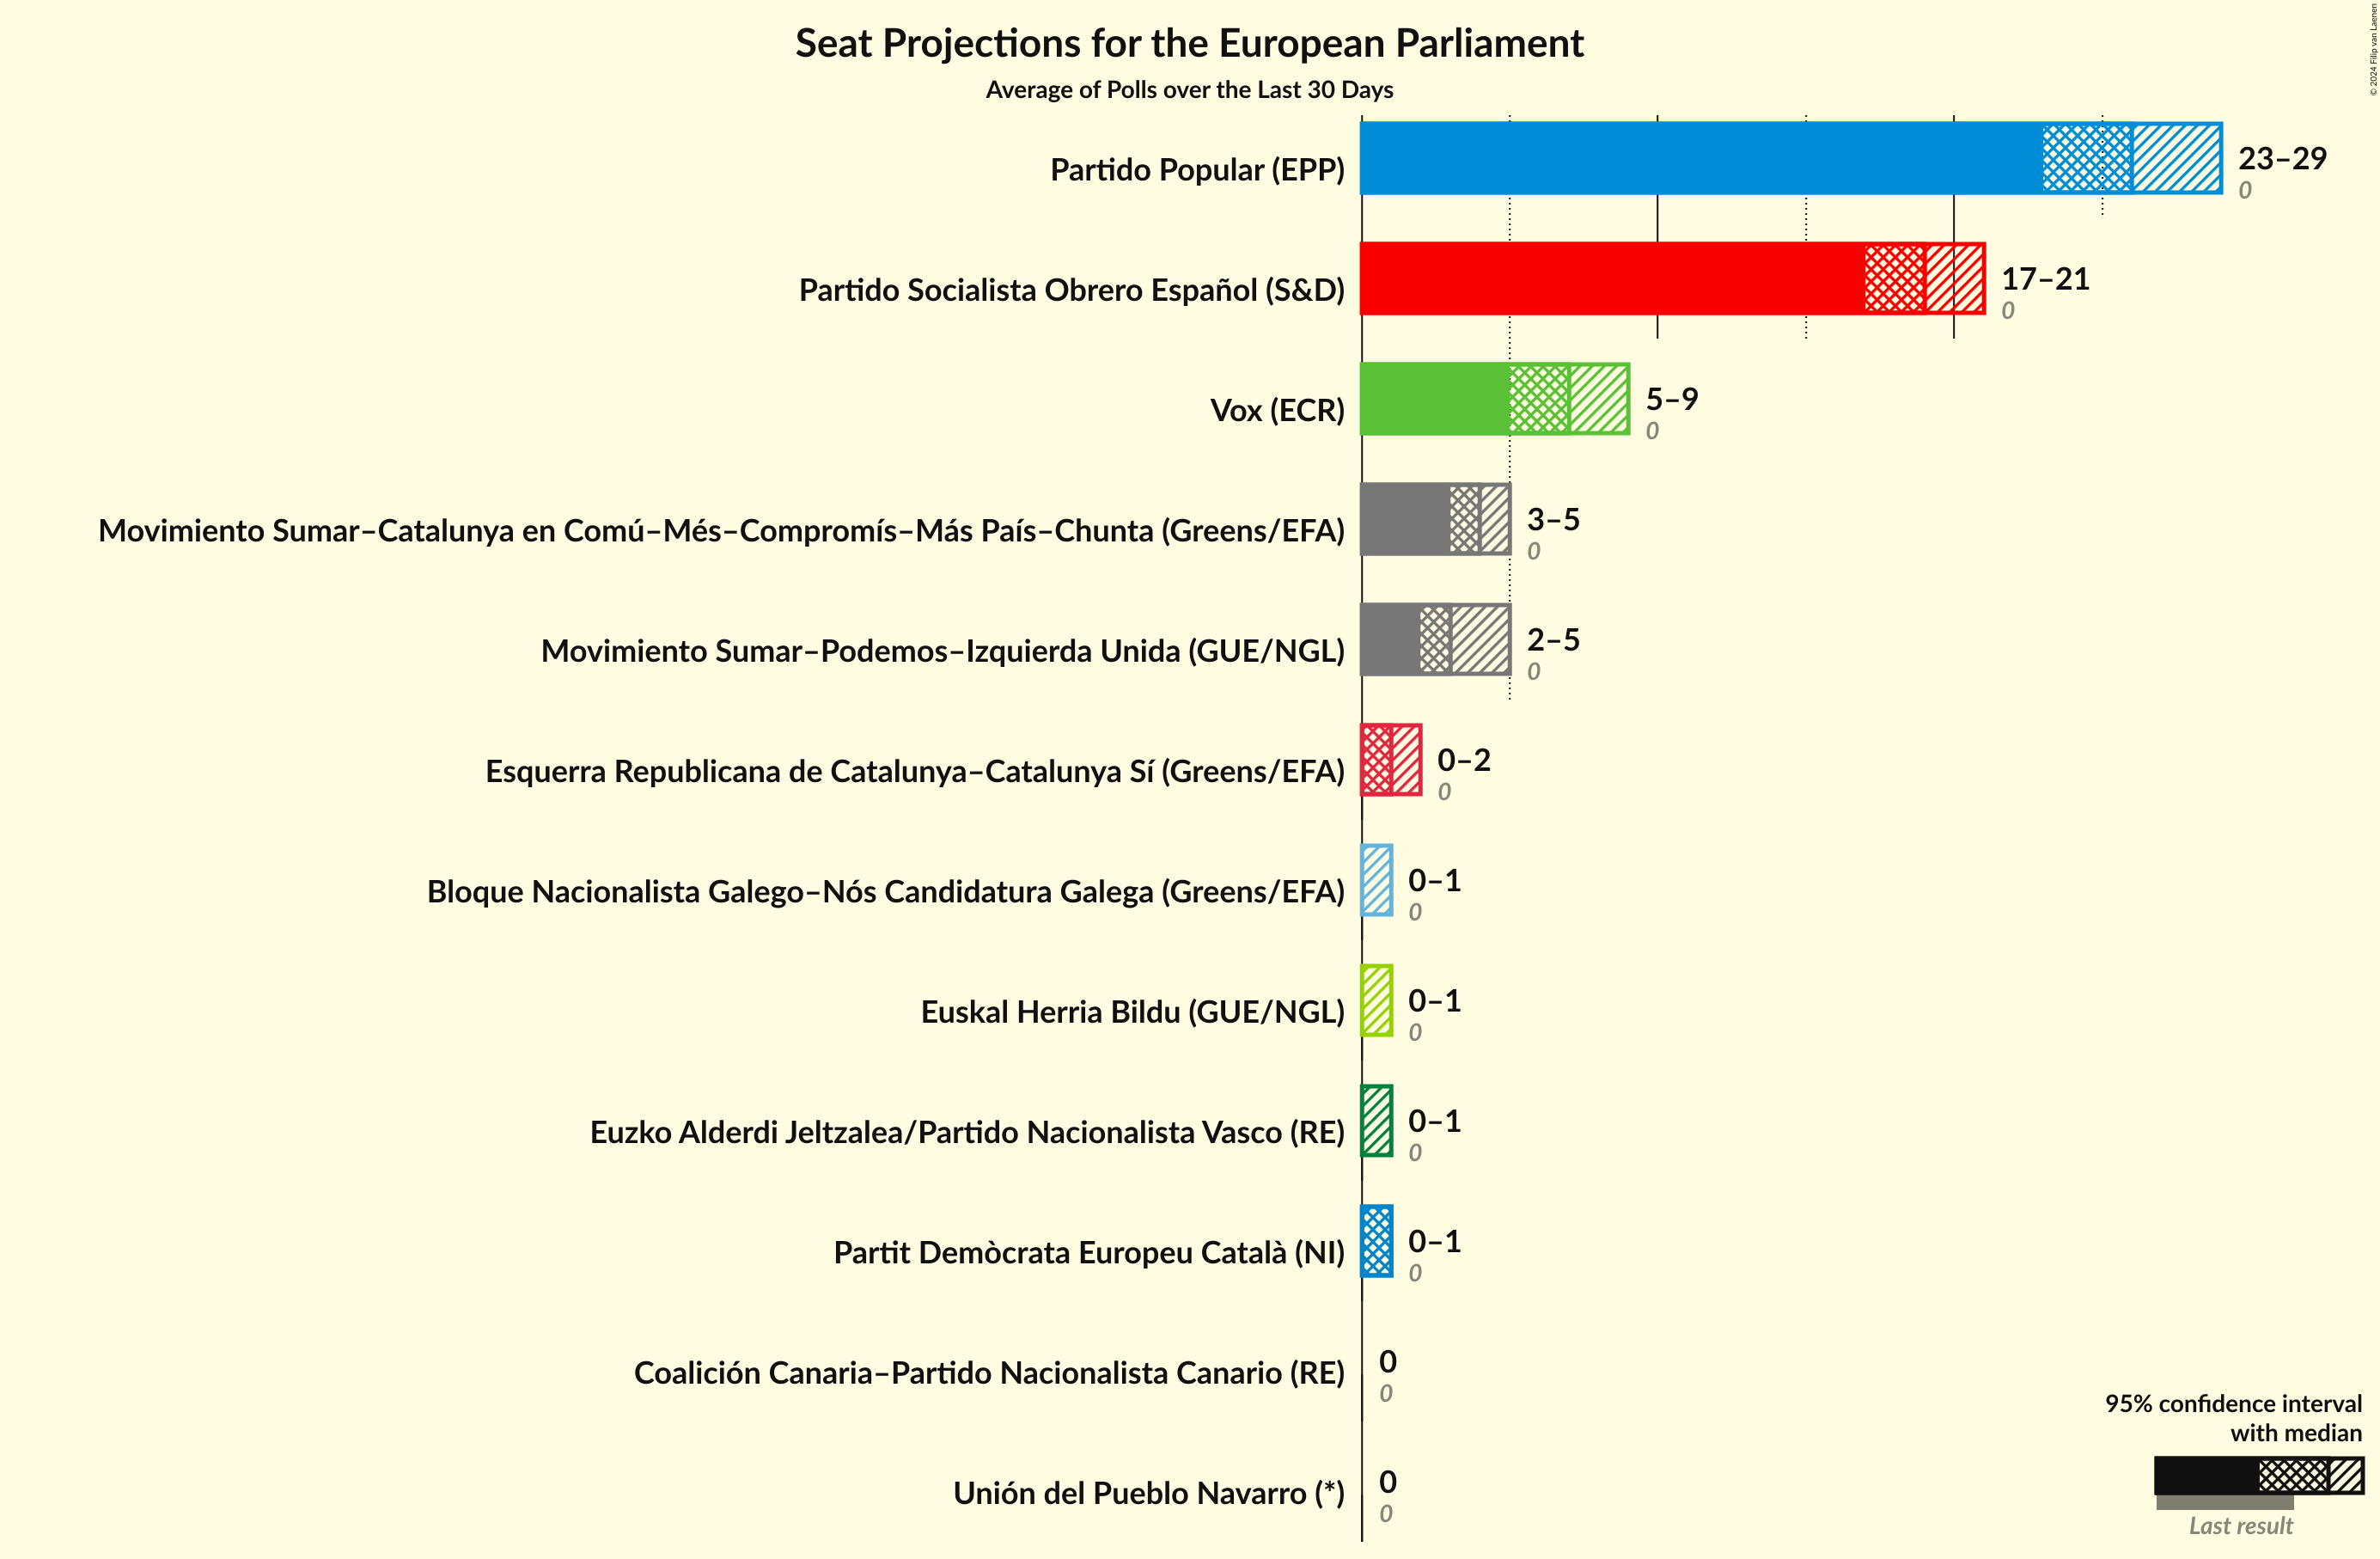 Seat Projections for the European Parliament
Average of Polls over the Last 30 Days
© 2024 Filip van Laenen
Partido Popular (EPP)
23–29
0
Partido Socialista Obrero Español (S&D)
17–21
0
Vox (ECR)
5–9
0
Movimiento Sumar–Catalunya en Comú–Més–Compromís–Más País–Chunta (Greens/EFA)
3–5
0
Movimiento Sumar–Podemos–Izquierda Unida (GUE/NGL)
2–5
0
Esquerra Republicana de Catalunya–Catalunya Sí (Greens/EFA)
0–2
0
Bloque Nacionalista Galego–Nós Candidatura Galega (Greens/EFA)
0–1
0
Euskal Herria Bildu (GUE/NGL)
0–1
0
Euzko Alderdi Jeltzalea/Partido Nacionalista Vasco (RE)
0–1
0
Partit Demòcrata Europeu Català (NI)
0–1
0
Coalición Canaria–Partido Nacionalista Canario (RE)
0
0
Unión del Pueblo Navarro (*)
0
0
95% confidence interval
with median
Last result